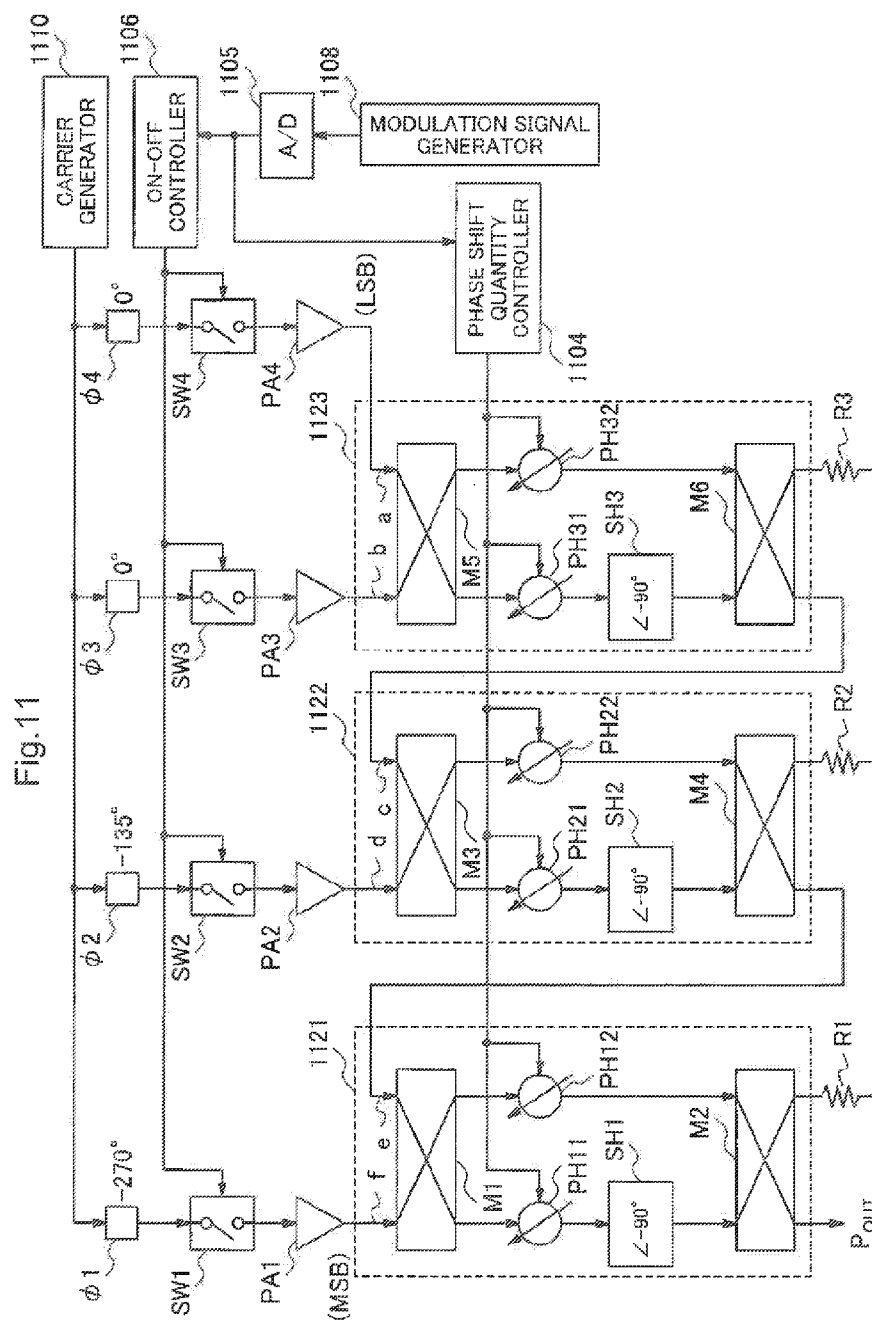 Fig.11
1110
CARRIER GENERATOR
1106
ON-OFF CONTROLLER
1105
A/D
1108
MODULATION SIGNAL GENERATOR
PHASE SHIFT QUANTITY CONTROLLER
1104
φ1
-270°
φ2
-135°
φ3
0°
φ4
0°
SW1
SW2
SW3
SW4
PA1
PA2
PA3
PA4
(MSB)
(LSB)
1121
f
e
M1
PH11
PH12
SH1
∠-90°
M2
R1
POUT
1122
d
c
M3
PH21
PH22
SH2
∠-90°
M4
R2
1123
b
a
M5
PH31
PH32
SH3
∠-90°
M6
R3